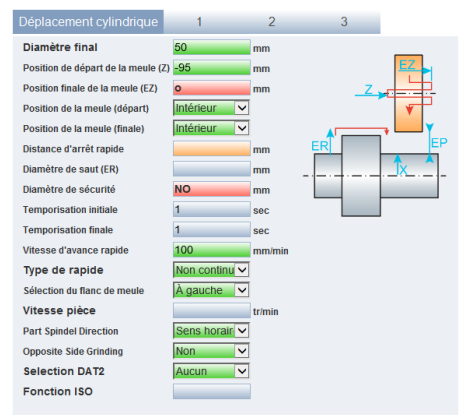 Déplacement cylindrique 1 2 3
Diamètre final 50 mm
Position de départ de la meule (Z) -95 mm
Position finale de la meule (EZ) o mm
Position de la meule (départ) Intérieur
Position de la meule (finale) Intérieur
Distance d'arrêt rapide mm
Diamètre de saut (ER) mm
Diamètre de sécurité NO mm
Temporisation initiale 1 sec
Temporisation finale 1 sec
Vitesse d'avance rapide 100 mm/min
Type de rapide Non continu
Sélection du flanc de meule À gauche
Vitesse pièce tr/min
Part Spindel Direction Sens horair
Opposite Side Grinding Non
Selection DAT2 Aucun
Fonction ISO
EZ
Z
ER
EP
X